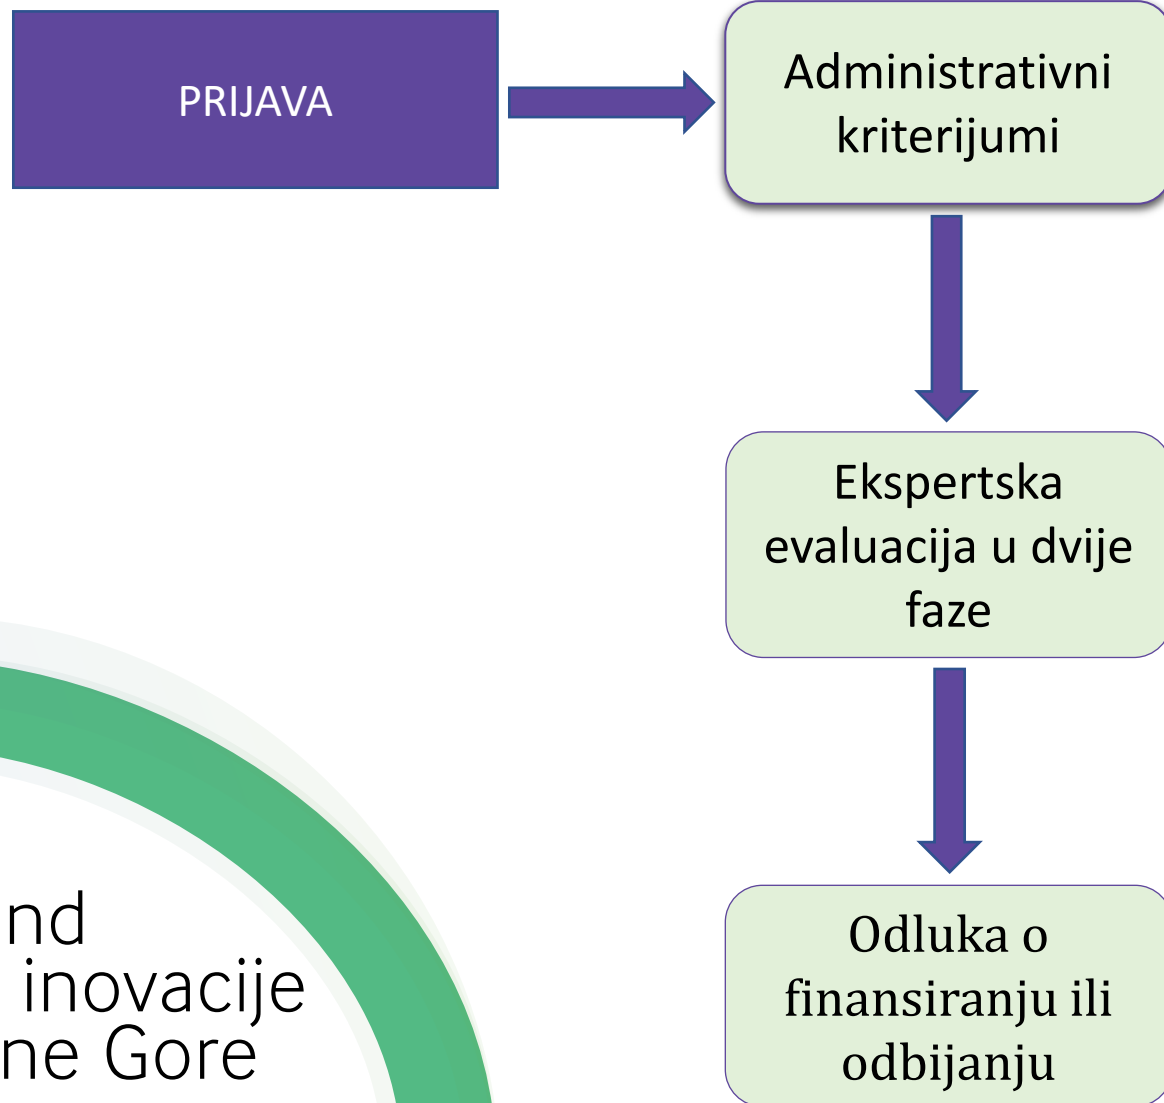 PRIJAVA
Administrativni
kriterijumi
Ekspertska
evaluacija u dvije
faze
Odluka o
finansiranju ili
odbijanju
nd
inovacije
ne Gore